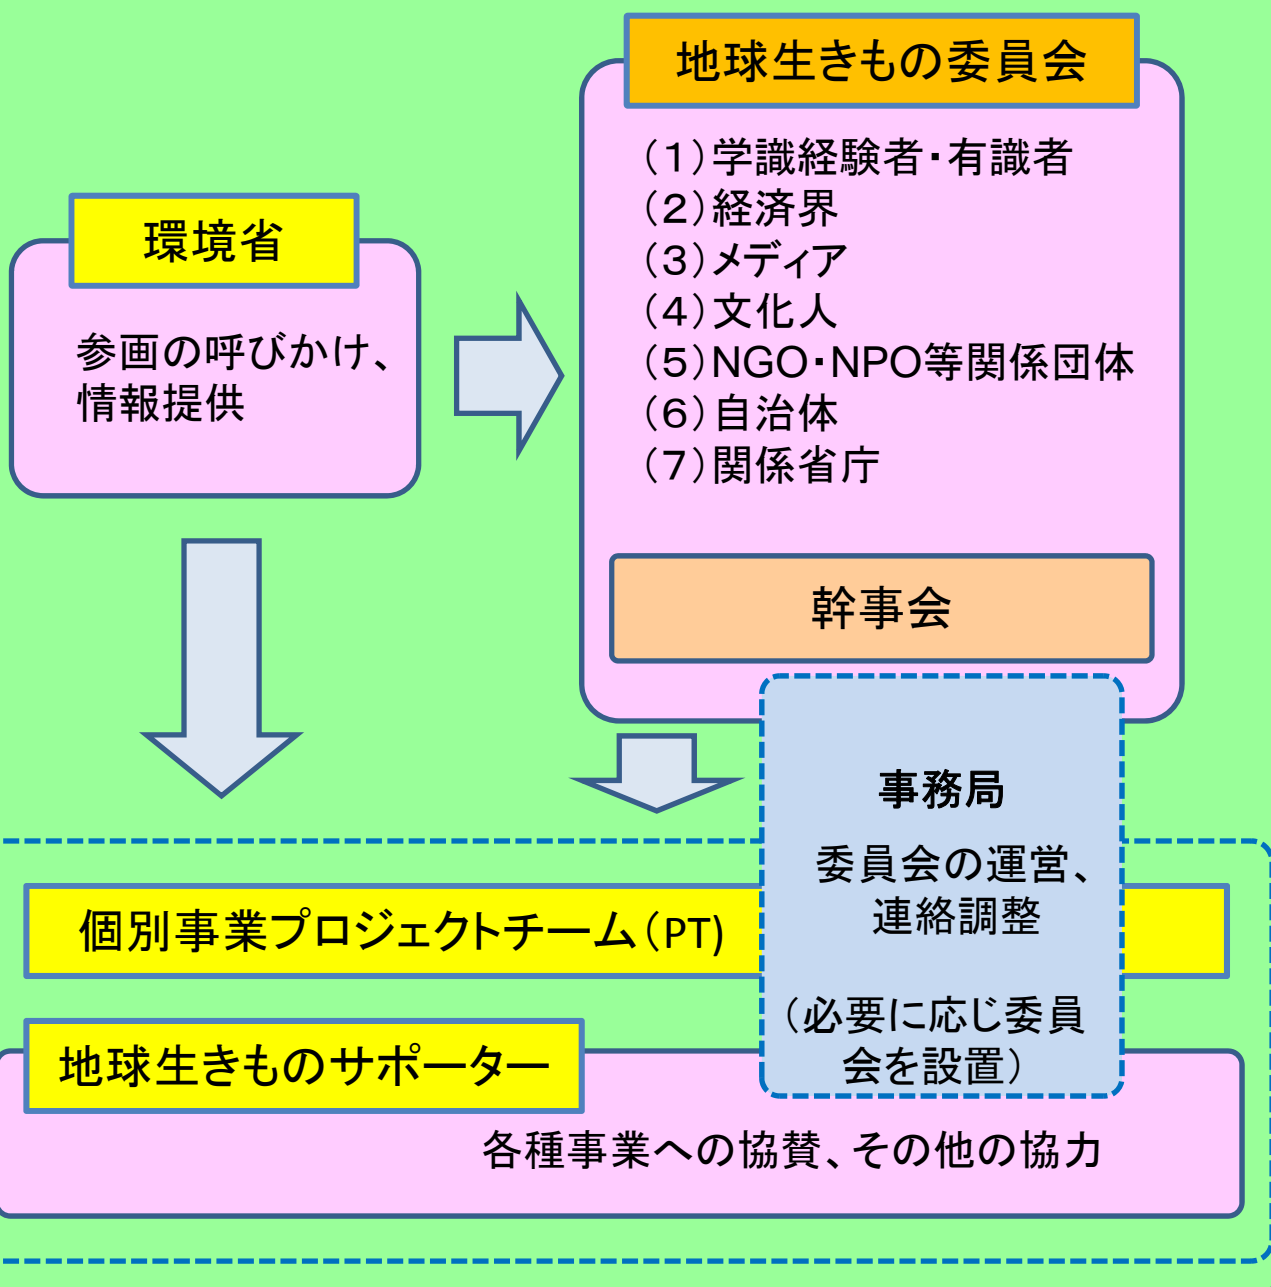 地球生きもの委員会
(1)学識経験者・有識者
(2)経済界
(3)メディア
(4)文化人
(5)NGO・NPO等関係団体
(6)自治体
(7)関係省庁
幹事会
環境省
参画の呼びかけ、
情報提供
事務局
委員会の運営、
連絡調整
(必要に応じ委員
会を設置)
個別事業プロジェクトチーム(PT)
地球生きものサポーター
各種事業への協賛、その他の協力